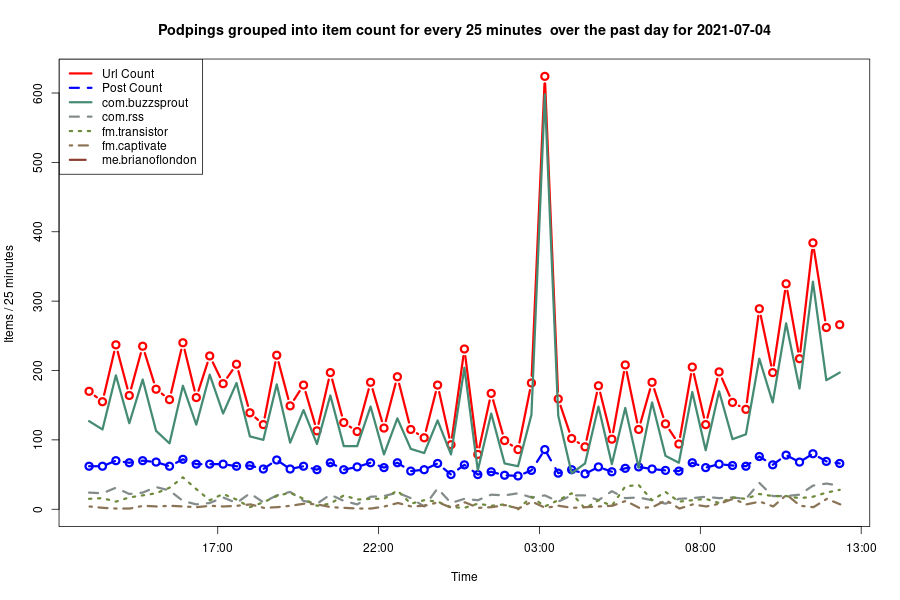 Podpings grouped into item count for every 25 minutes  over the past day for 2021-07-04
Url Count
Post Count
com.buzzsprout
com.rss
fm.transistor
fm.captivate
me.brianoflondon
Items / 25 minutes
600
500
400
300
200
100
0
17:00
22:00
03:00
08:00
13:00
Time